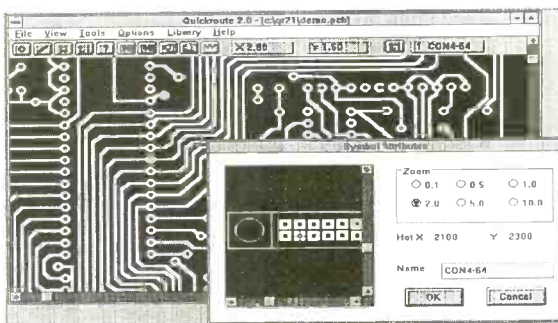 Quickroute 2.0 - [c:\qr21\demo.pcb]
File View Tools Options Library Help
X 2.60 Y 1.50 CON4-64
Symbol Attributes
Zoom
0.1 0.5 1.0
2.0 5.0 10.0
Hot X 2100 Y 2300
Name CON4-64
OK Cancel